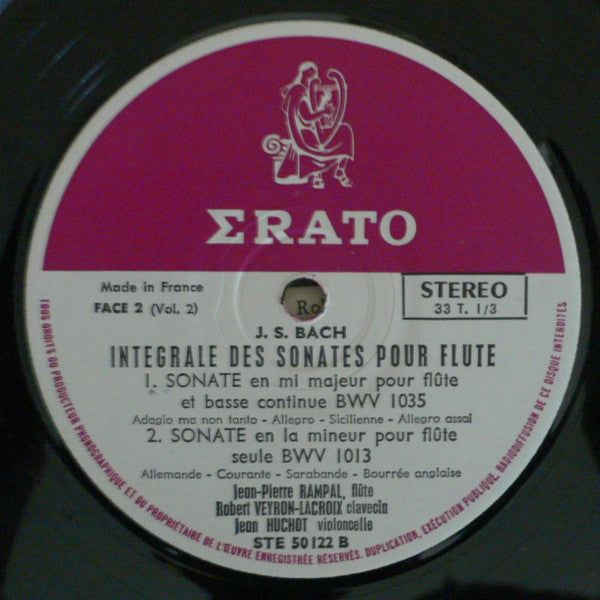 ΣRATO
Made in France
FACE 2 (Vol. 2)
Ro
STEREO
33 T. 1/3
J. S. BACH
INTEGRALE DES SONATES POUR FLUTE
1. SONATE en mi majeur pour flûte
et basse continue BWV 1035
Adagio ma non tanto - Allegro - Sicilienne - Allegro assai
2. SONATE en la mineur pour flûte
seule BWV 1013
Allemande - Courante - Sarabande - Bourrée anglaise
Jean-Pierre RAMPAL, flûte
Robert VEYRON-LACROIX clavecin
Jean HUCHOT violoncelle
STE 50122 B
TOUS DROITS DU PRODUCTEUR PHONOGRAPHIQUE ET DU PROPRIÉTAIRE DE L'ŒUVRE ENREGISTRÉE RÉSERVÉS. DUPLICATION, EXÉCUTION PUBLIQUE, RADIODIFFUSION DE CE DISQUE INTERDITES